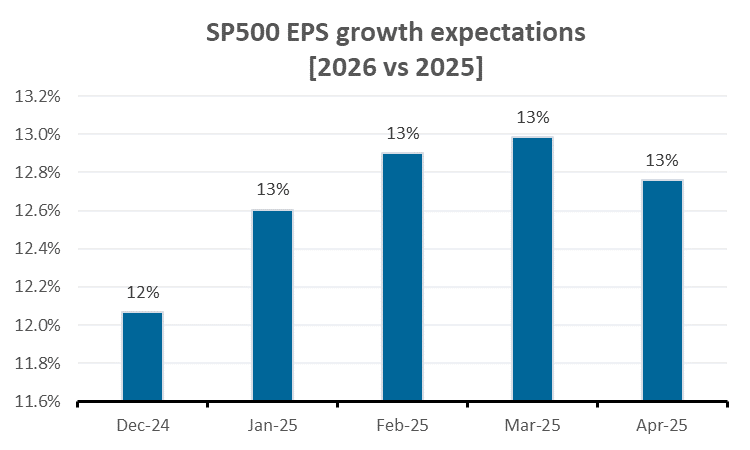 SP500 EPS growth expectations
[2026 vs 2025]
13.2%
13.0%
12.8%
12.6%
12.4%
12.2%
12.0%
11.8%
11.6%
12%
13%
13%
13%
13%
Dec-24
Jan-25
Feb-25
Mar-25
Apr-25